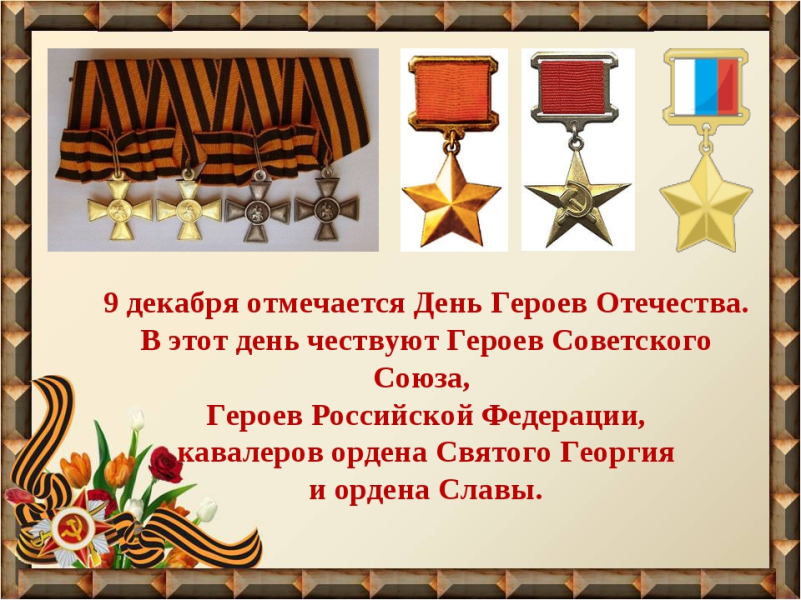 9 декабря отмечается День Героев Отечества.
В этот день чествуют Героев Советского
Союза,
Героев Российской Федерации,
кавалеров ордена Святого Георгия
и ордена Славы.